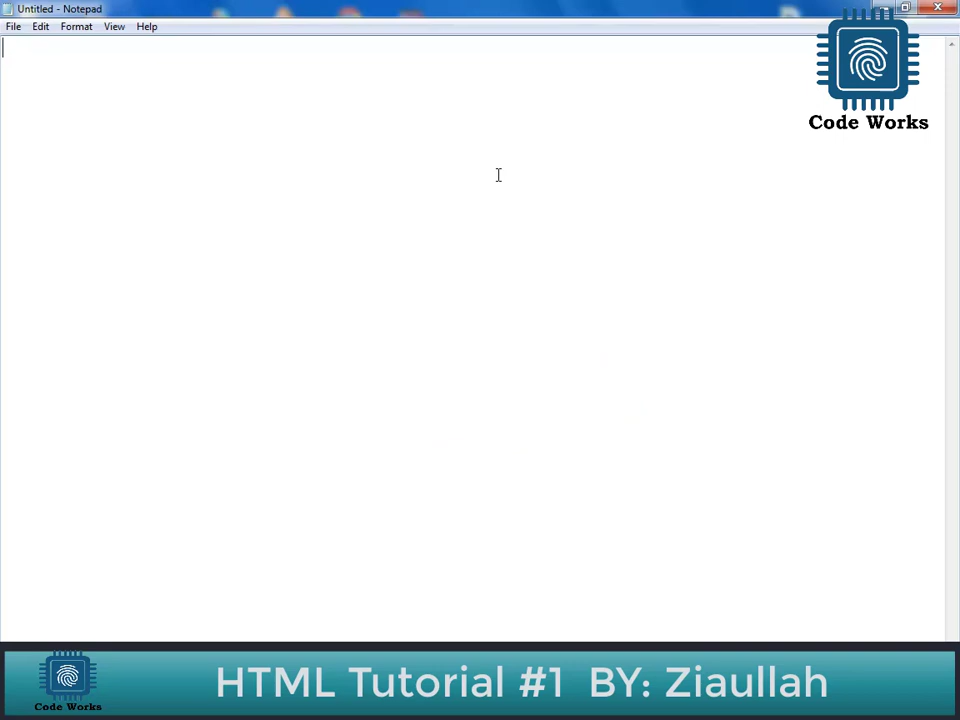 Untitled - Notepad
File Edit Format View Help
Code Works
HTML Tutorial #1 BY: Ziaullah
Code Works